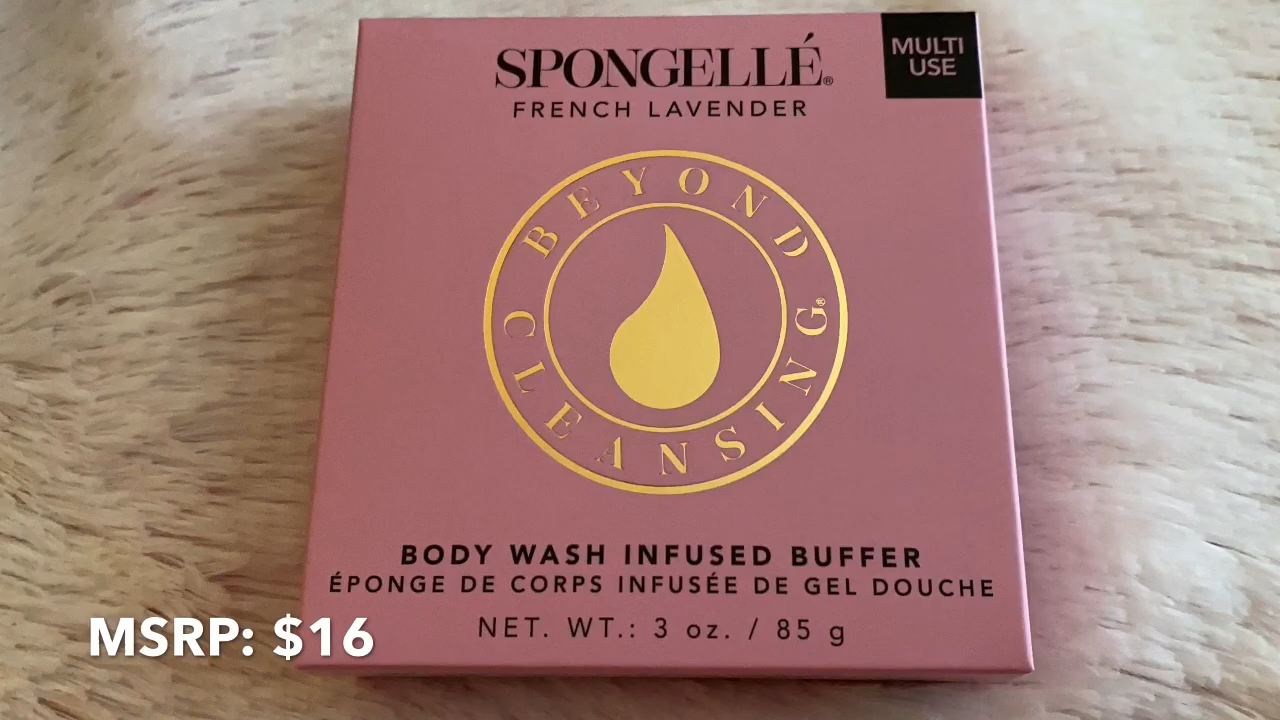 SPONGELLÉ®
FRENCH LAVENDER
MULTI
USE
BEYOND
CLEANSING®
BODY WASH INFUSED BUFFER
ÉPONGE DE CORPS INFUSÉE DE GEL DOUCHE
NET. WT.: 3 oz. / 85 g
MSRP: $16